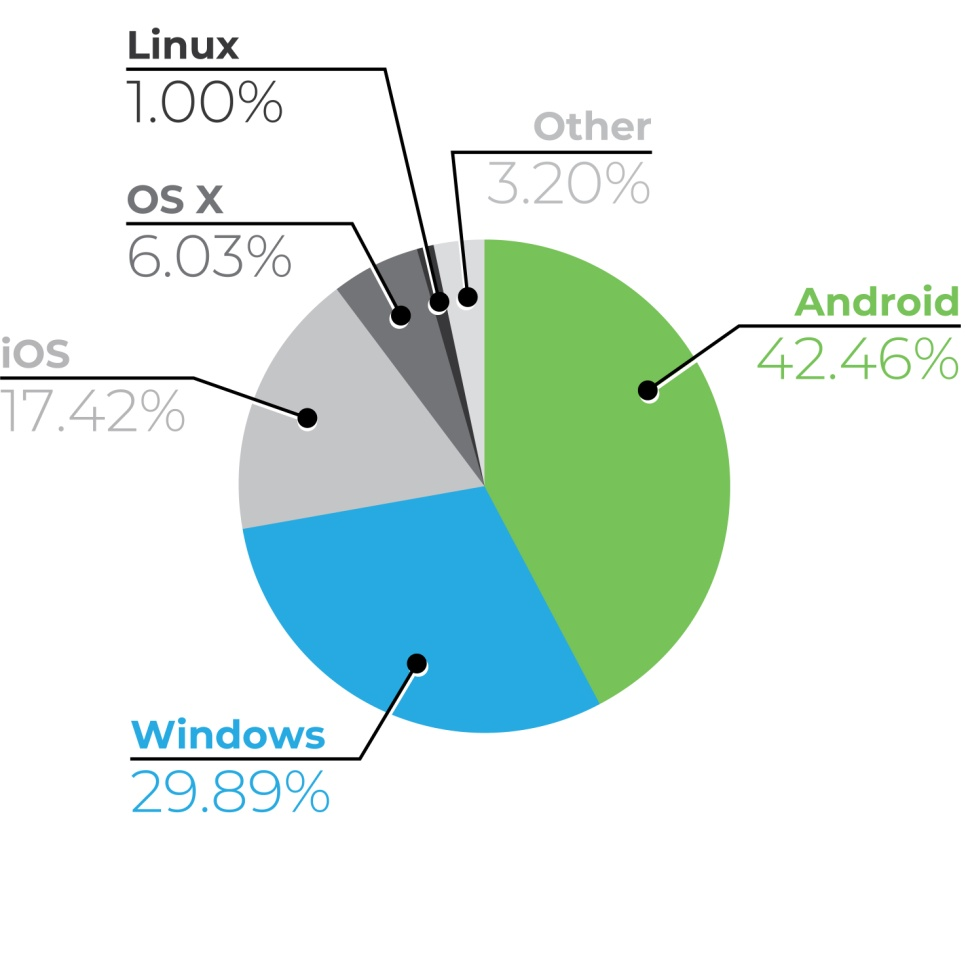 Linux
1.00%
Other
3.20%
OS X
6.03%
Android
42.46%
iOS
17.42%
Windows
29.89%